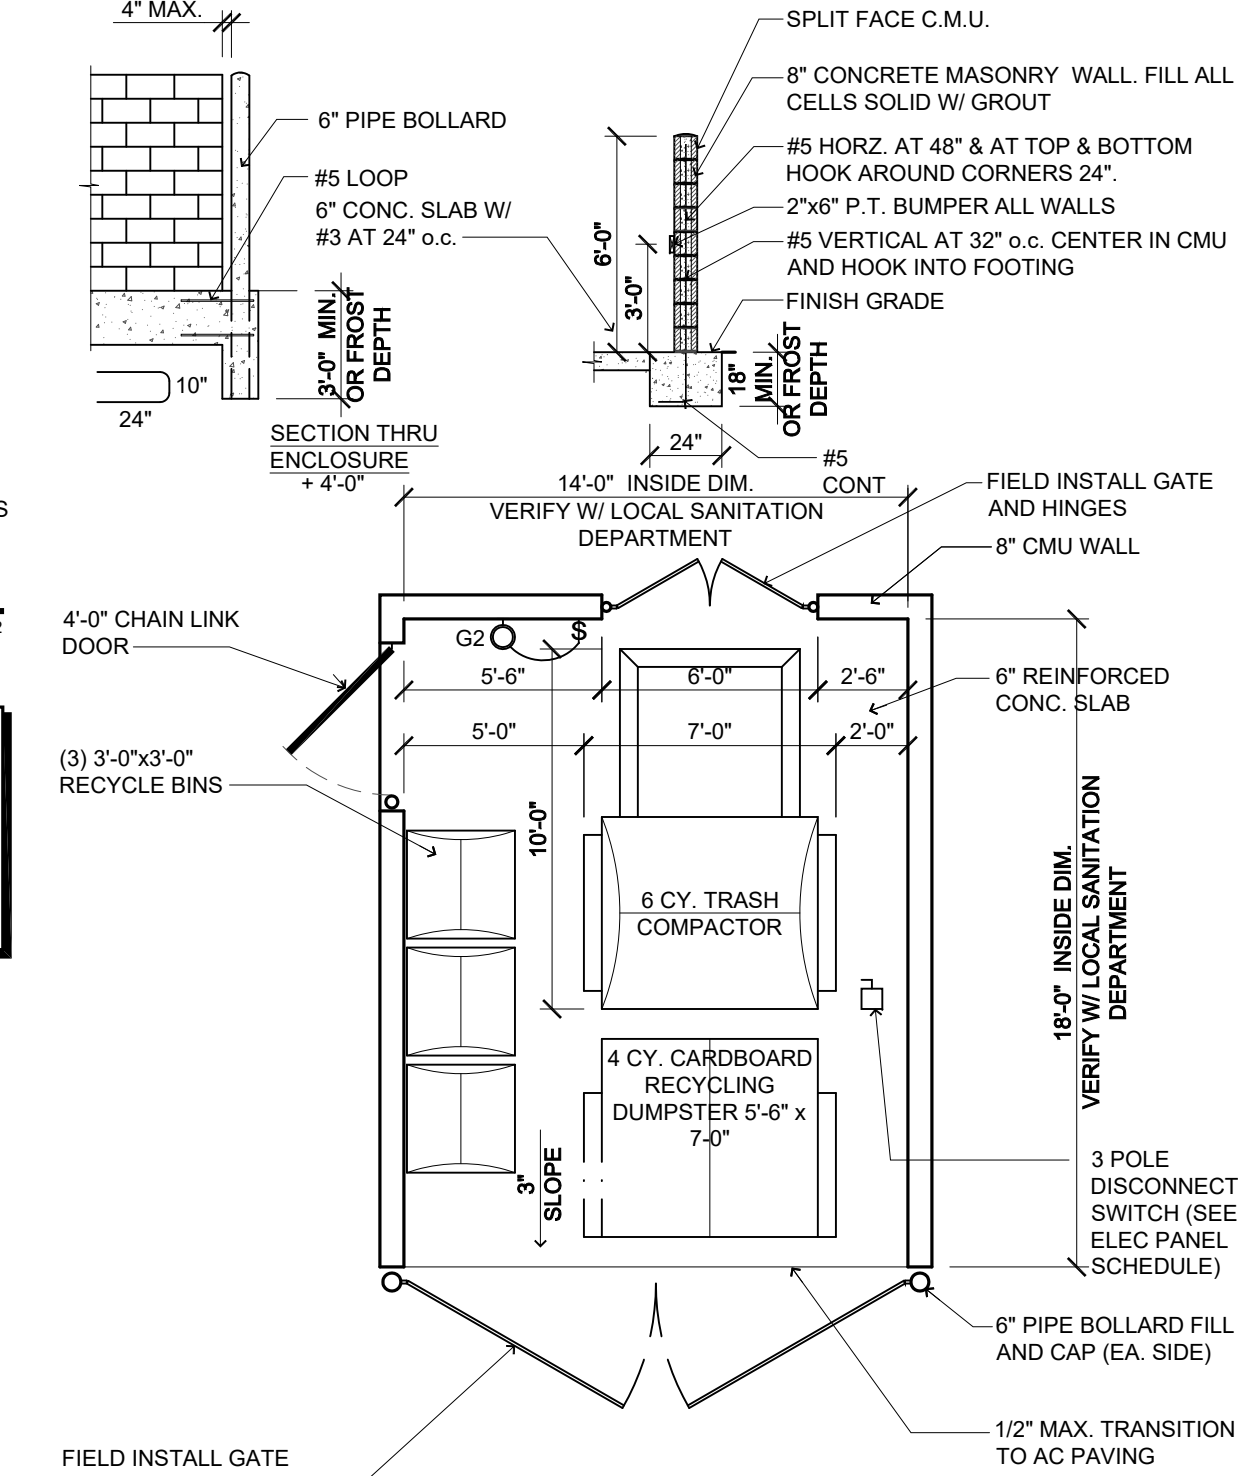 4" MAX.
6" PIPE BOLLARD
#5 LOOP
6" CONC. SLAB W/
#3 AT 24" o.c.
3'-0" MIN.
OR FROST
DEPTH
10"
24"
SECTION THRU
ENCLOSURE
+ 4'-0"
SPLIT FACE C.M.U.
8" CONCRETE MASONRY WALL. FILL ALL
CELLS SOLID W/ GROUT
#5 HORZ. AT 48" & AT TOP & BOTTOM
HOOK AROUND CORNERS 24".
2"x6" P.T. BUMPER ALL WALLS
#5 VERTICAL AT 32" o.c. CENTER IN CMU
AND HOOK INTO FOOTING
FINISH GRADE
6'-0"
3'-0"
18"
MIN.
OR FROST
DEPTH
24"
#5
CONT
14'-0" INSIDE DIM.
VERIFY W/ LOCAL SANITATION
DEPARTMENT
FIELD INSTALL GATE
AND HINGES
8" CMU WALL
S
4'-0" CHAIN LINK
DOOR
G2
$
5'-6"
6'-0"
2'-6"
6" REINFORCED
CONC. SLAB
5'-0"
7'-0"
2'-0"
(3) 3'-0"x3'-0"
RECYCLE BINS
10'-0"
6 CY. TRASH
COMPACTOR
18'-0" INSIDE DIM.
VERIFY W/ LOCAL SANITATION
DEPARTMENT
4 CY. CARDBOARD
RECYCLING
DUMPSTER 5'-6" x
7-0"
3"
SLOPE
3 POLE
DISCONNECT
SWITCH (SEE
ELEC PANEL
SCHEDULE)
6" PIPE BOLLARD FILL
AND CAP (EA. SIDE)
1/2" MAX. TRANSITION
TO AC PAVING
FIELD INSTALL GATE